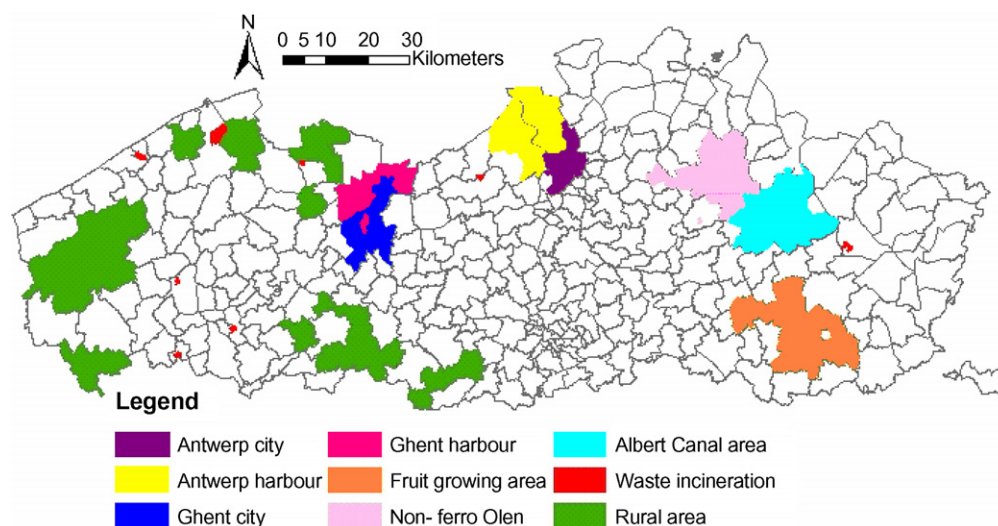 N
0 5 10 20 30
Kilometers
Legend
Antwerp city
Ghent harbour
Albert Canal area
Antwerp harbour
Fruit growing area
Waste incineration
Ghent city
Non- ferro Olen
Rural area